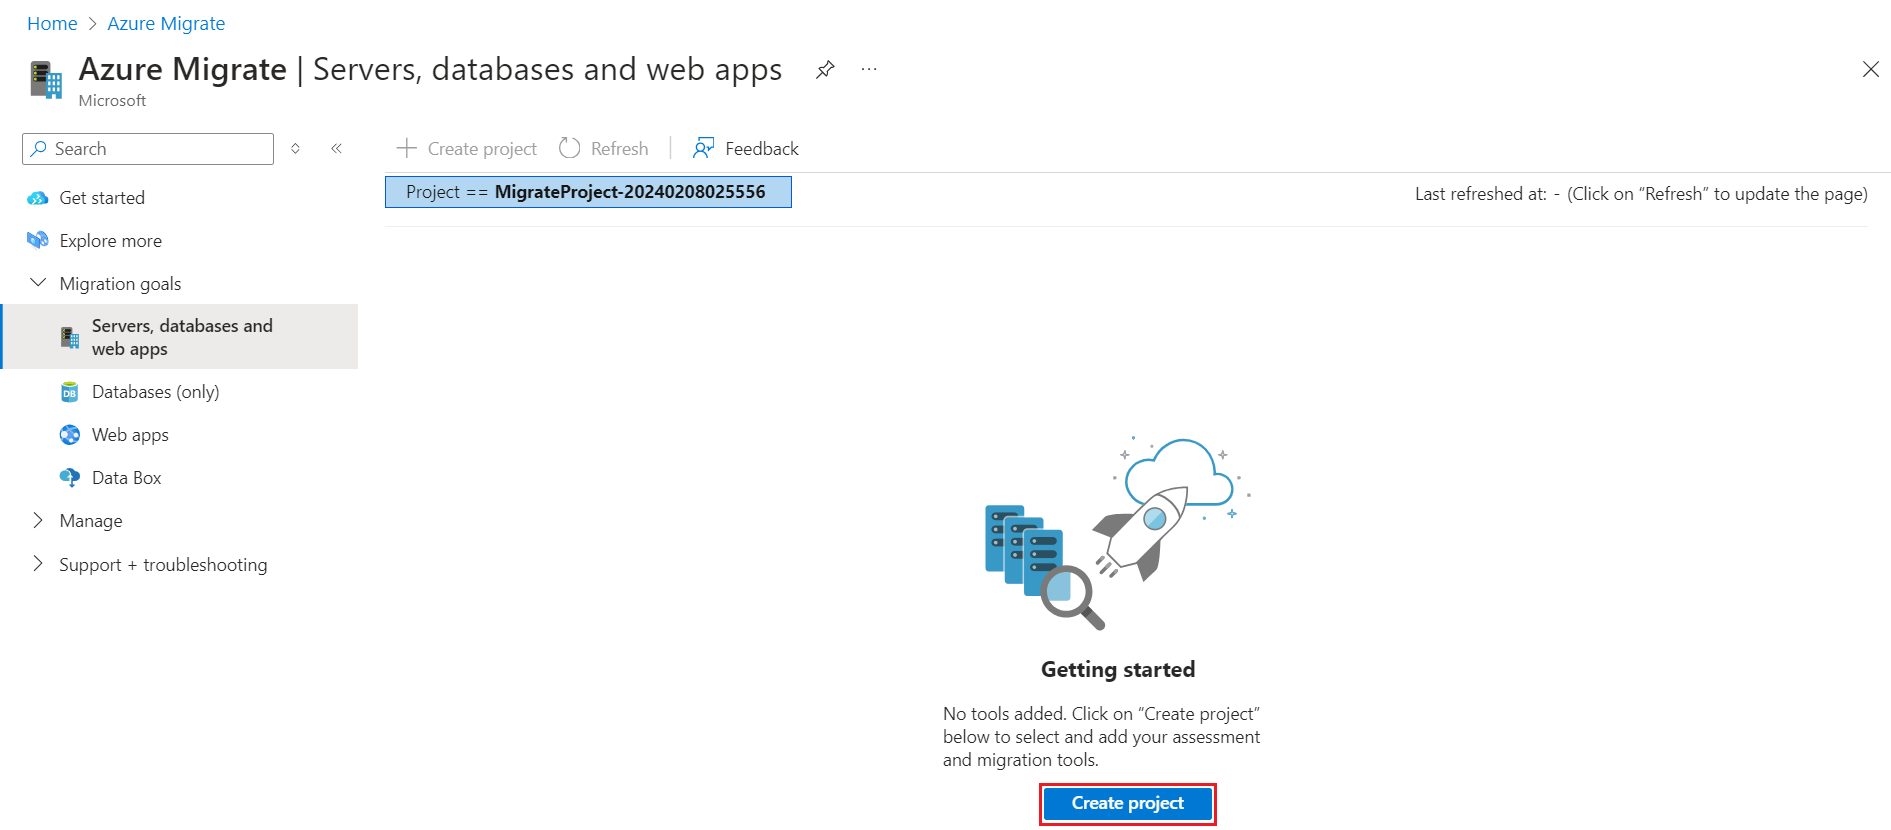 Home > Azure Migrate
Azure Migrate | Servers, databases and web apps
Microsoft
Search
Create project Refresh Feedback
Project == MigrateProject-20240208025556
Last refreshed at: - (Click on “Refresh” to update the page)
Get started
Explore more
Migration goals
Servers, databases and
web apps
Databases (only)
Web apps
Data Box
Manage
Support + troubleshooting
Getting started
No tools added. Click on “Create project”
below to select and add your assessment
and migration tools.
Create project